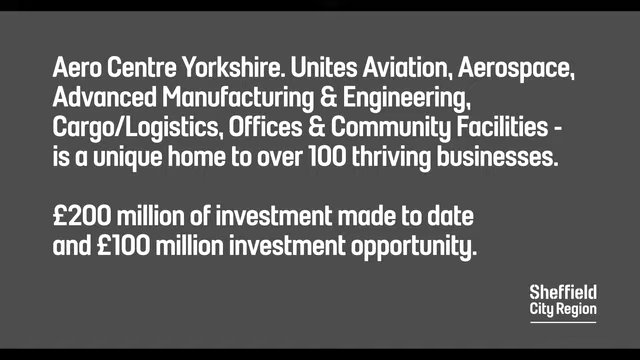 Aero Centre Yorkshire. Unites Aviation, Aerospace,
Advanced Manufacturing & Engineering,
Cargo/Logistics, Offices & Community Facilities -
is a unique home to over 100 thriving businesses.
£200 million of investment made to date
and £100 million investment opportunity.
Sheffield
City Region